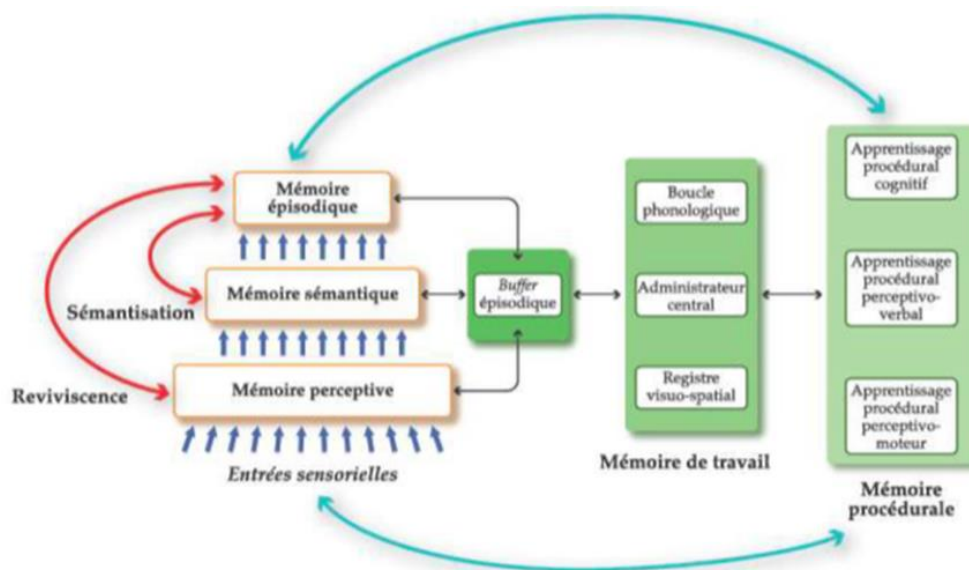 Mémoire
épisodique
Sémantisation
Mémoire sémantique
Reviviscence
Mémoire perceptive
Entrées sensorielles
Buffer
épisodique
Boucle
phonologique
Administrateur
central
Registre
visuo-spatial
Mémoire de travail
Apprentissage
procédural
cognitif
Apprentissage
procédural
perceptivo-
verbal
Apprentissage
procédural
perceptivo-
moteur
Mémoire
procédurale